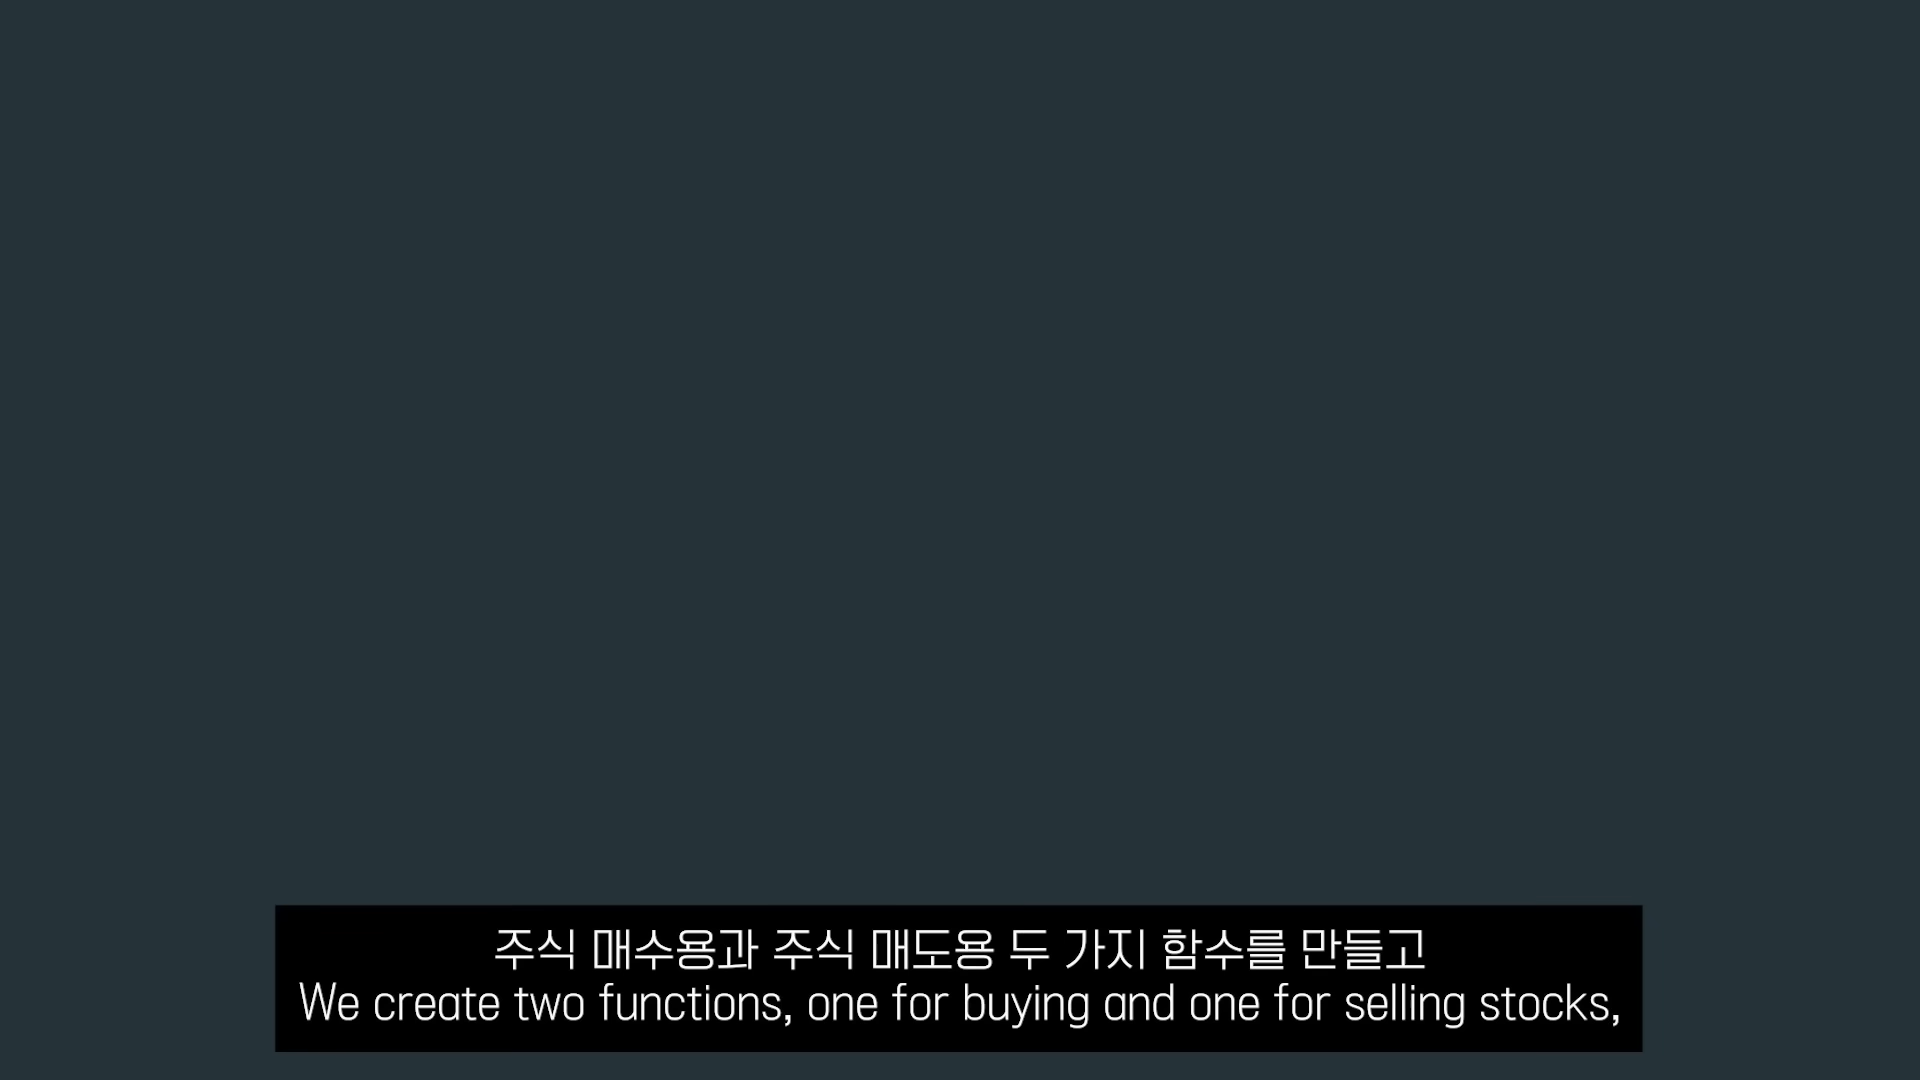 주식 매수용과 주식 매도용 두 가지 함수를 만들고
We create two functions, one for buying and one for selling stocks,